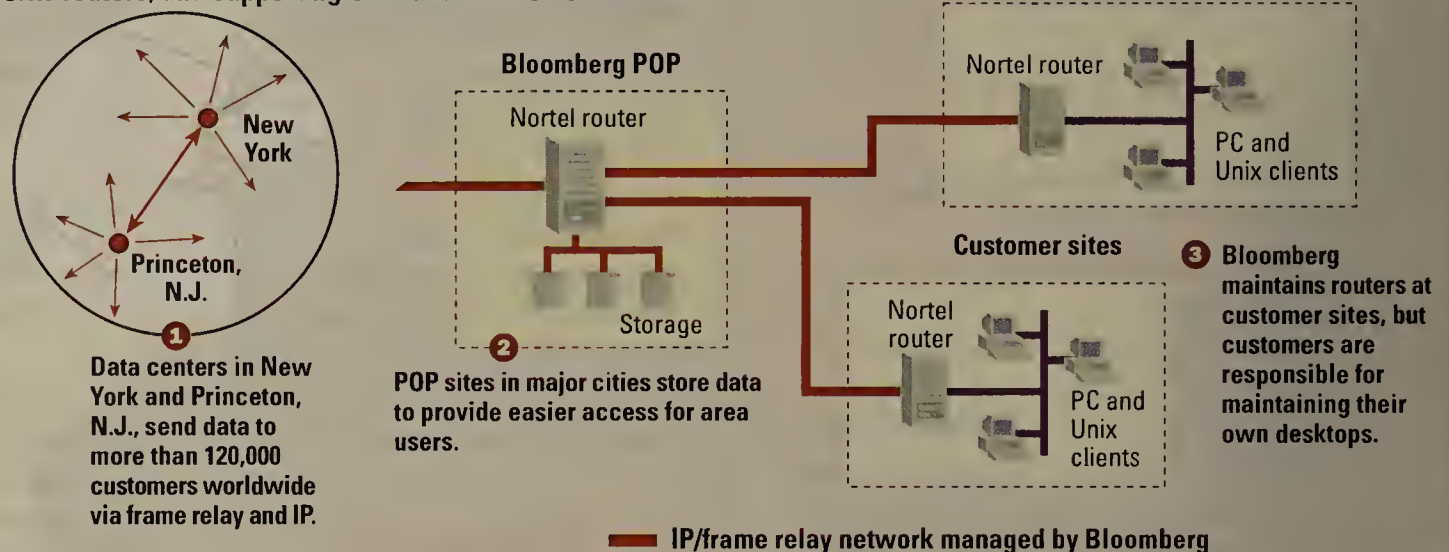 New
York
Princeton,
N.J.
1
Data centers in New
York and Princeton,
N.J., send data to
more than 120,000
customers worldwide
via frame relay and IP.
Bloomberg POP
Nortel router
Storage
2
POP sites in major cities store data
to provide easier access for area
users.
Nortel router
PC and
Unix clients
Customer sites
Nortel
router
PC and
Unix
clients
3
Bloomberg
maintains routers at
customer sites, but
customers are
responsible for
maintaining their
own desktops.
IP/frame relay network managed by Bloomberg